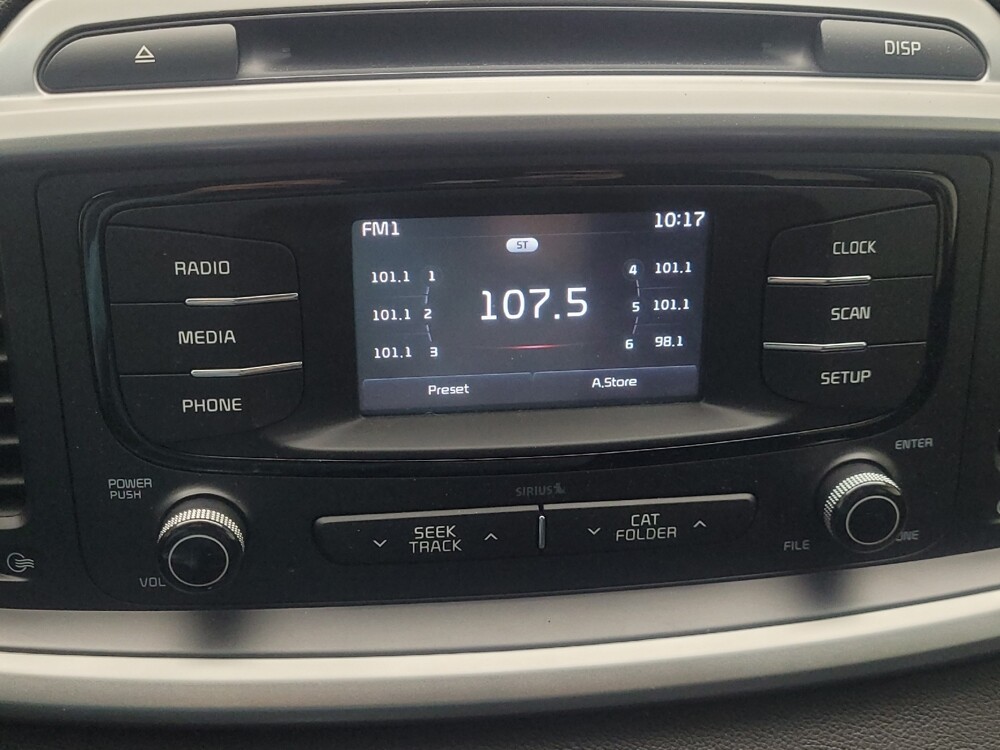 DISP
FM1 10:17
ST
101.1 1
101.1 2
101.1 3
107.5
4 101.1
5 101.1
6 98.1
Preset A.Store
RADIO
MEDIA
PHONE
CLOCK
SCAN
SETUP
POWER
PUSH
VOL
SIRIUS
SEEK
TRACK
CAT
FOLDER
ENTER
FILE